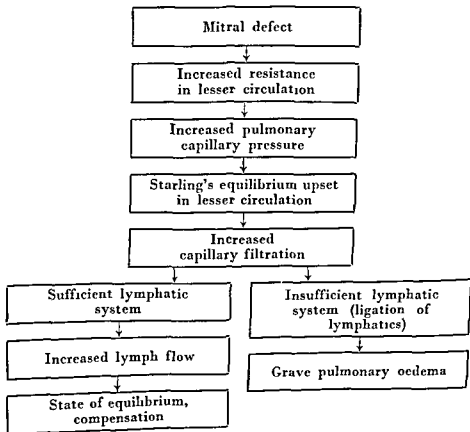 Mitral defect
Increased resistance
in lesser circulation
Increased pulmonary
capillary pressure
Starling's equilibrium upset
in lesser circulation
Increased
capillary filtration
Sufficient lymphatic
system
Increased lymph flow
State of equilibrium,
compensation
Insufficient lymphatic
system (ligation of
lymphatics)
Grave pulmonary oedema